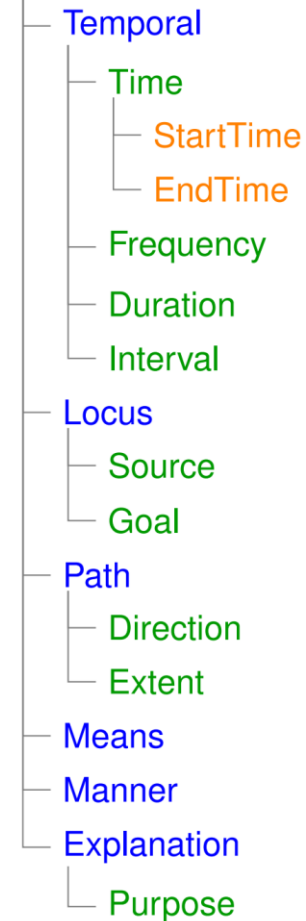 Temporal
Time
StartTime
EndTime
Frequency
Duration
Interval
Locus
Source
Goal
Path
Direction
Extent
Means
Manner
Explanation
Purpose